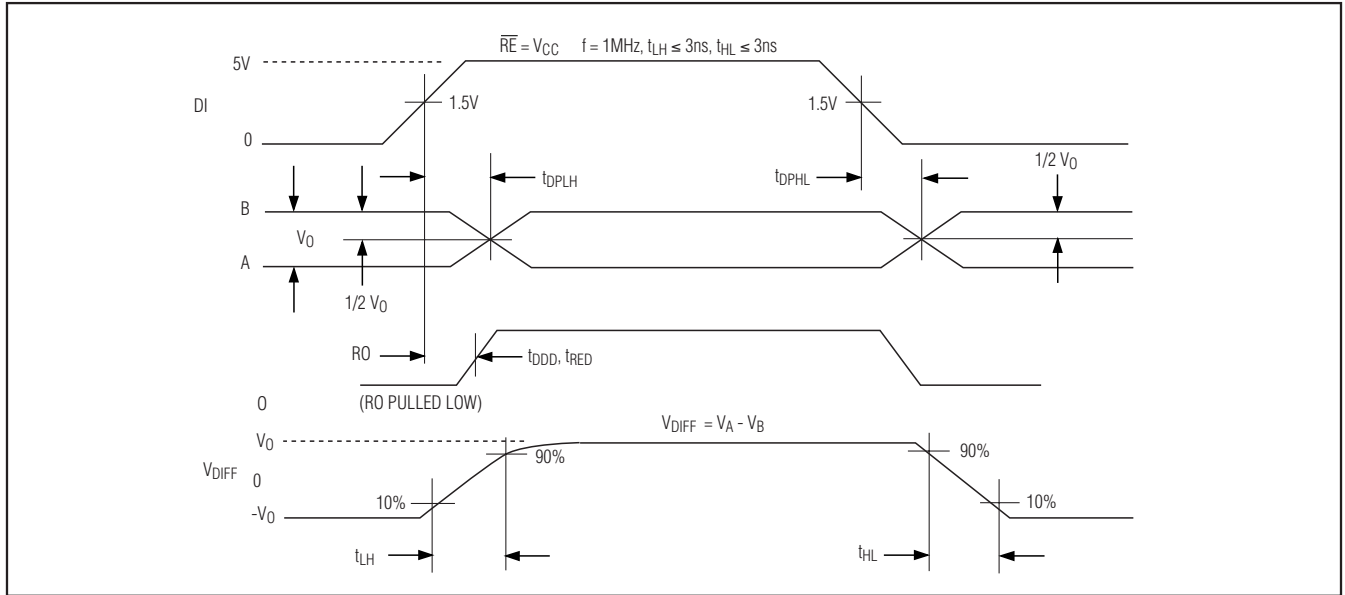 R̅E̅ = VCC f = 1MHz, tLH ≤ 3ns, tHL ≤ 3ns
5V
DI
1.5V
1.5V
0
1/2 VO
tDPLH
tDPHL
B
VO
A
1/2 VO
RO
tDDD, tRED
O
(RO PULLED LOW)
VDIFF = VA - VB
VO
90%
90%
VDIFF
0
10%
10%
-VO
tLH
tHL